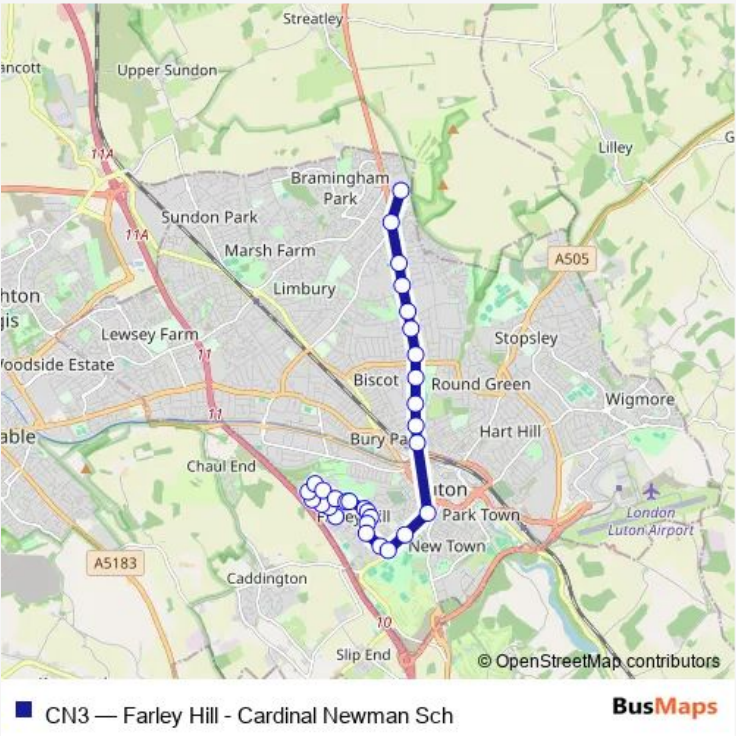 Streatley
ancott
Upper Sundon
11A
Lilley
G
Bramingham
Park
Sundon Park
11A
Marsh Farm
A505
Limbury
hton
gis
Lewsey Farm
Stopsley
11
oodside Estate
Biscot
Round Green
Wigmore
11
able
Bury Pa
Hart Hill
Chaul End
uton
London
Luton Airport
Park Town
New Town
A5183
Caddington
10
Slip End
© OpenStreetMap contributors
CN3 — Farley Hill - Cardinal Newman Sch
BusMaps